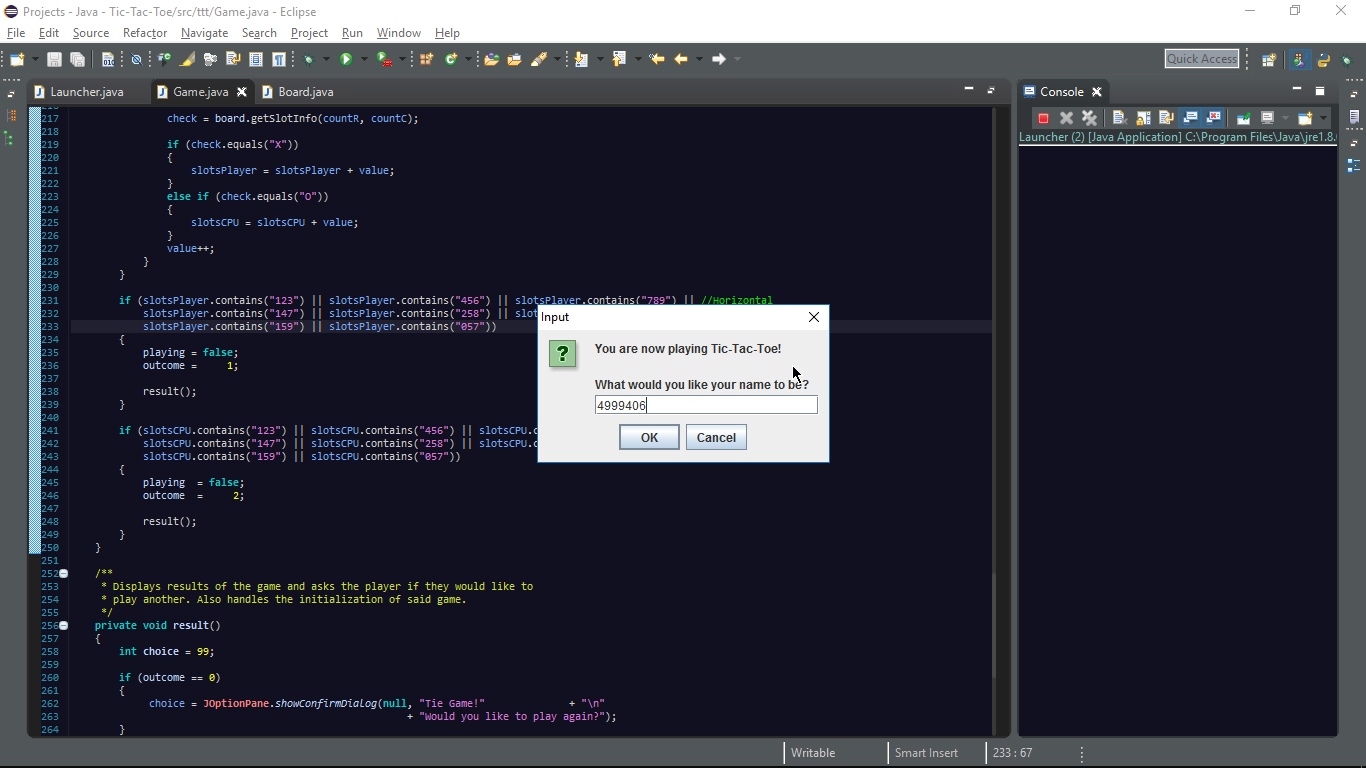 Projects - Java - Tic-Tac-Toe/src/ttt/Game.java - Eclipse
File Edit Source Refactor Navigate Search Project Run Window Help
Quick Access
Launcher.java Game.java Board.java
217 check = board.getSlotInfo(countR, countC);
218
219 if (check.equals("X"))
220 {
221 slotsPlayer = slotsPlayer + value;
222 }
223 else if (check.equals("O"))
224 {
225 slotsCPU = slotsCPU + value;
226 }
227 value++;
228 }
229 }
230
231 if (slotsPlayer.contains("123") || slotsPlayer.contains("456") || slotsPlayer.contains("789") || //Horizontal
232 slotsPlayer.contains("147") || slotsPlayer.contains("258") || slot
233 slotsPlayer.contains("159") || slotsPlayer.contains("057"))
234 {
235 playing = false;
236 outcome = 1;
237
238 result();
239 }
240
241 if (slotsCPU.contains("123") || slotsCPU.contains("456") || slotsCPU.c
242 slotsCPU.contains("147") || slotsCPU.contains("258") || slotsCPU.c
243 slotsCPU.contains("159") || slotsCPU.contains("057"))
244 {
245 playing = false;
246 outcome = 2;
247
248 result();
249 }
250 }
251
252 /**
253 * Displays results of the game and asks the player if they would like to
254 * play another. Also handles the initialization of said game.
255 */
256 private void result()
257 {
258 int choice = 99;
259
260 if (outcome == 0)
261 {
262 choice = JOptionPane.showConfirmDialog(null, "Tie Game!" + "\n"
263 + "Would you like to play again?");
264 }
Input
?
You are now playing Tic-Tac-Toe!
What would you like your name to be?
4999406
OK Cancel
Console
Launcher (2) [Java Application] C:\Program Files\Java\jre1.8.
Writable Smart Insert 233 : 67